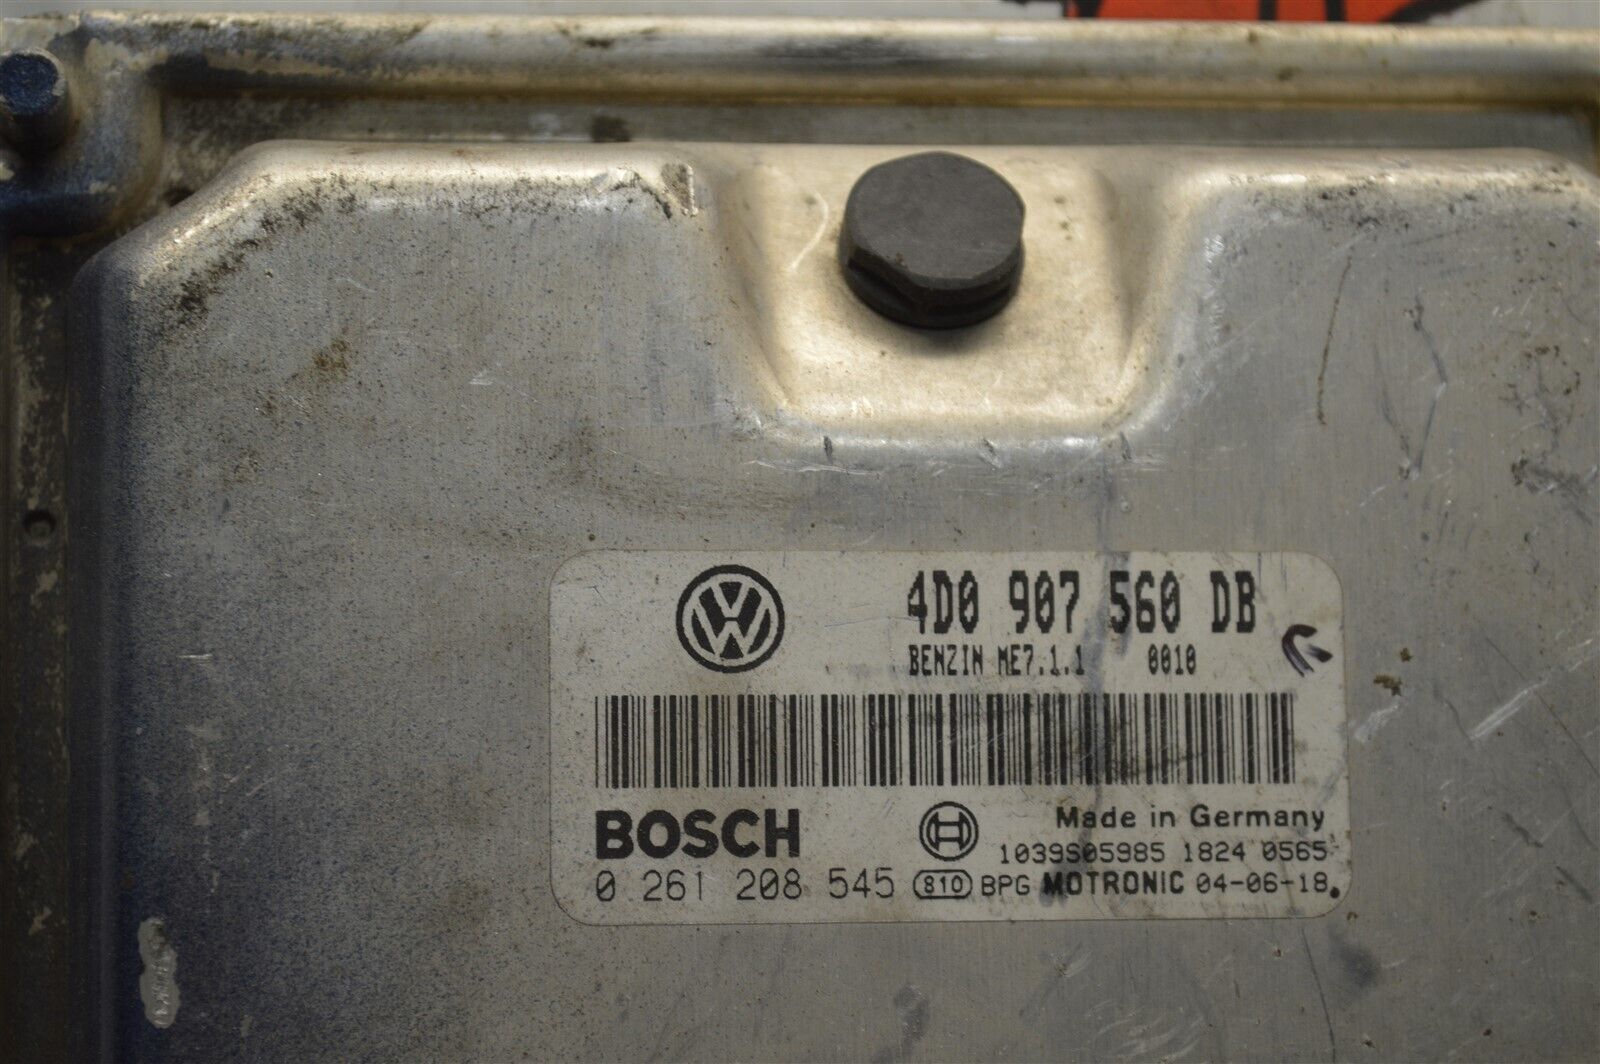 4D0 907 560 DB
BENZIN ME7.1.1 0010
BOSCH
Made in Germany
1039S05985 1824 0565
0 261 208 545 810 BPG MOTRONIC 04-06-18